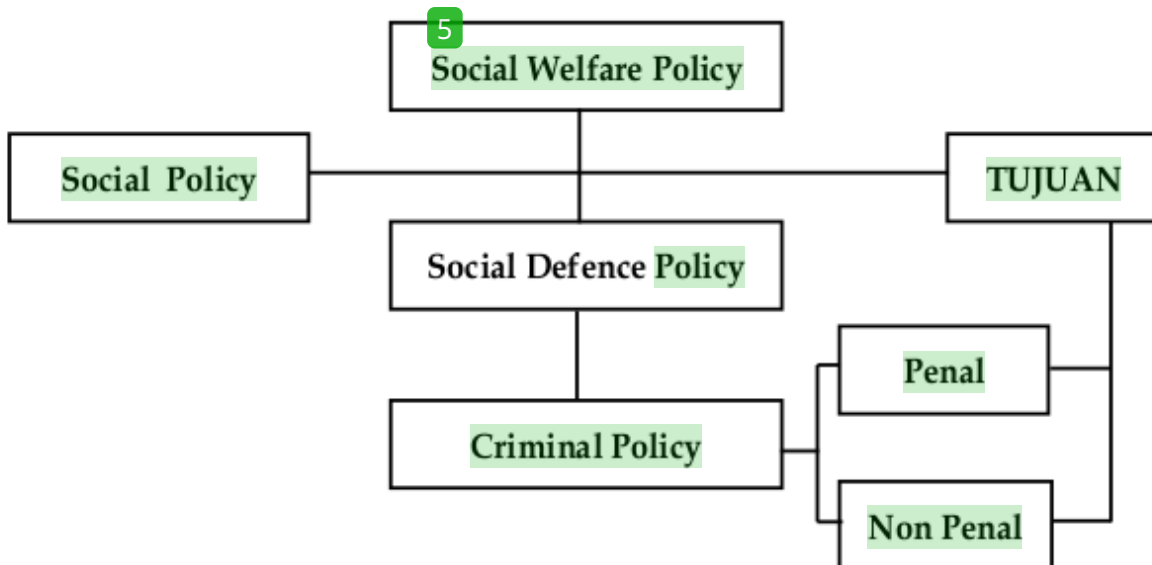 5
Social Welfare Policy
Social Policy
TUJUAN
Social Defence Policy
Penal
Criminal Policy
Non Penal